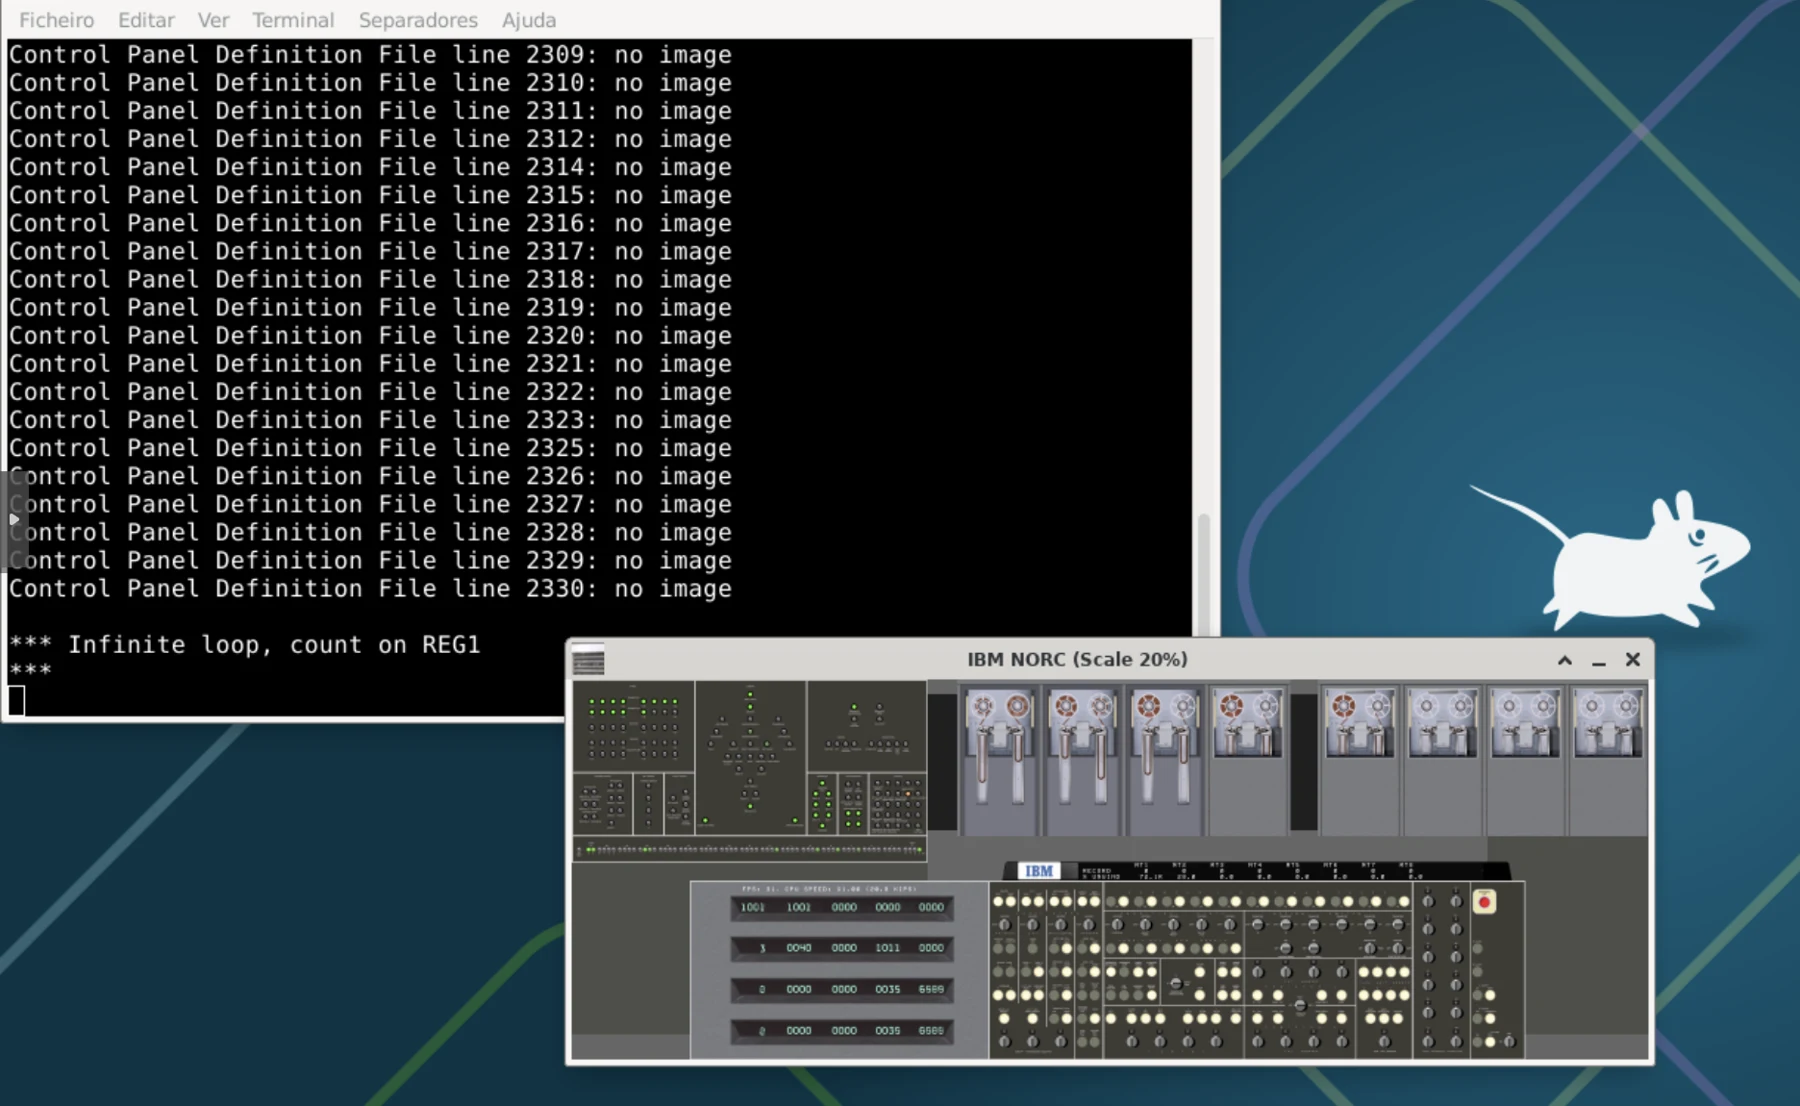 Ficheiro Editar Ver Terminal Separadores Ajuda
Control Panel Definition File line 2309: no image
Control Panel Definition File line 2310: no image
Control Panel Definition File line 2311: no image
Control Panel Definition File line 2312: no image
Control Panel Definition File line 2314: no image
Control Panel Definition File line 2315: no image
Control Panel Definition File line 2316: no image
Control Panel Definition File line 2317: no image
Control Panel Definition File line 2318: no image
Control Panel Definition File line 2319: no image
Control Panel Definition File line 2320: no image
Control Panel Definition File line 2321: no image
Control Panel Definition File line 2322: no image
Control Panel Definition File line 2323: no image
Control Panel Definition File line 2325: no image
Control Panel Definition File line 2326: no image
Control Panel Definition File line 2327: no image
Control Panel Definition File line 2328: no image
Control Panel Definition File line 2329: no image
Control Panel Definition File line 2330: no image
*** Infinite loop, count on REG1
***
IBM NORC (Scale 20%)
IBM
1001 1001 0000 0000 0000
3 0040 0000 1011 0000
0000 0000 0035
0000 0000 0035